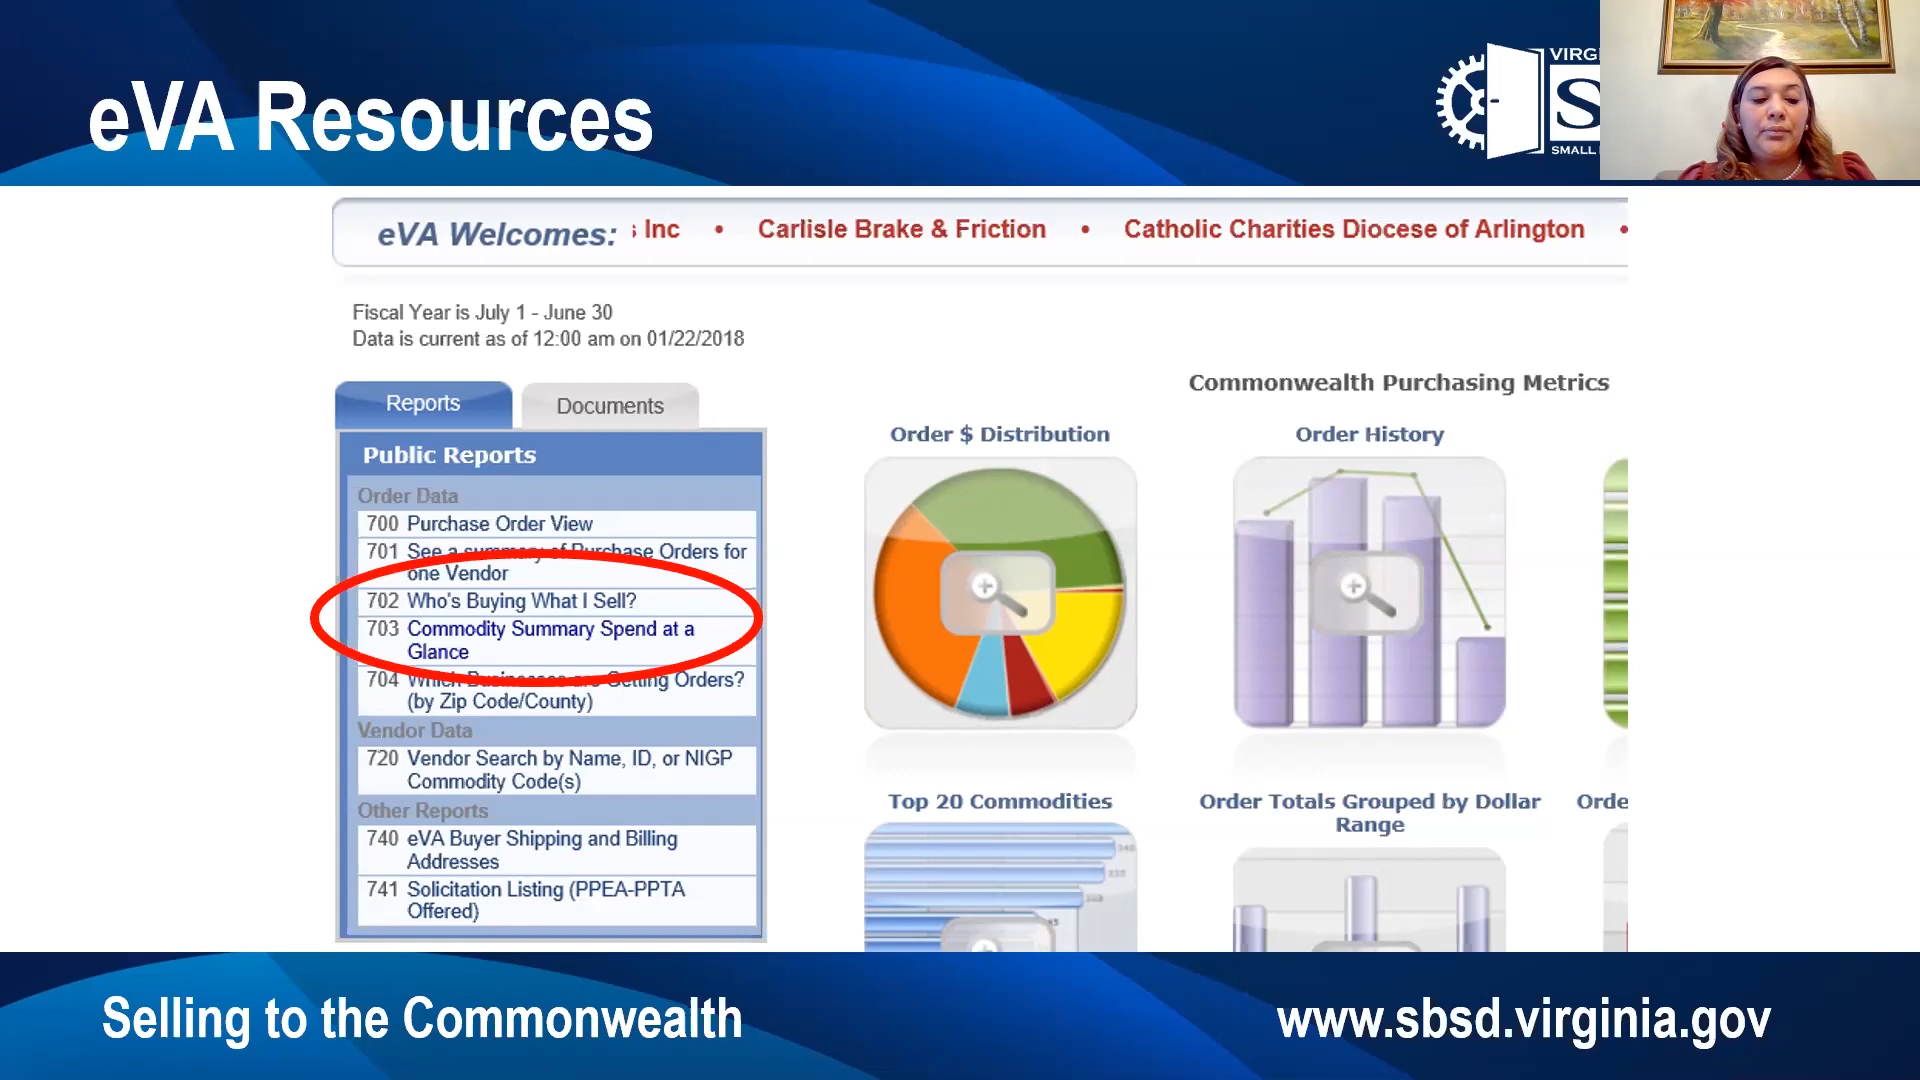 eVA Resources
SMALL
eVA Welcomes: Inc • Carlisle Brake & Friction • Catholic Charities Diocese of Arlington •
Fiscal Year is July 1 - June 30
Data is current as of 12:00 am on 01/22/2018
Commonwealth Purchasing Metrics
Reports
Documents
Public Reports
Order Data
700 Purchase Order View
701 See a summary of Purchase Orders for
one Vendor
702 Who's Buying What I Sell?
703 Commodity Summary Spend at a
Glance
704 Which Businesses are Getting Orders?
(by Zip Code/County)
Vendor Data
720 Vendor Search by Name, ID, or NIGP
Commodity Code(s)
Other Reports
740 eVA Buyer Shipping and Billing
Addresses
741 Solicitation Listing (PPEA-PPTA
Offered)
Order $ Distribution
Order History
Top 20 Commodities
Order Totals Grouped by Dollar
Range
Selling to the Commonwealth
www.sbsd.virginia.gov